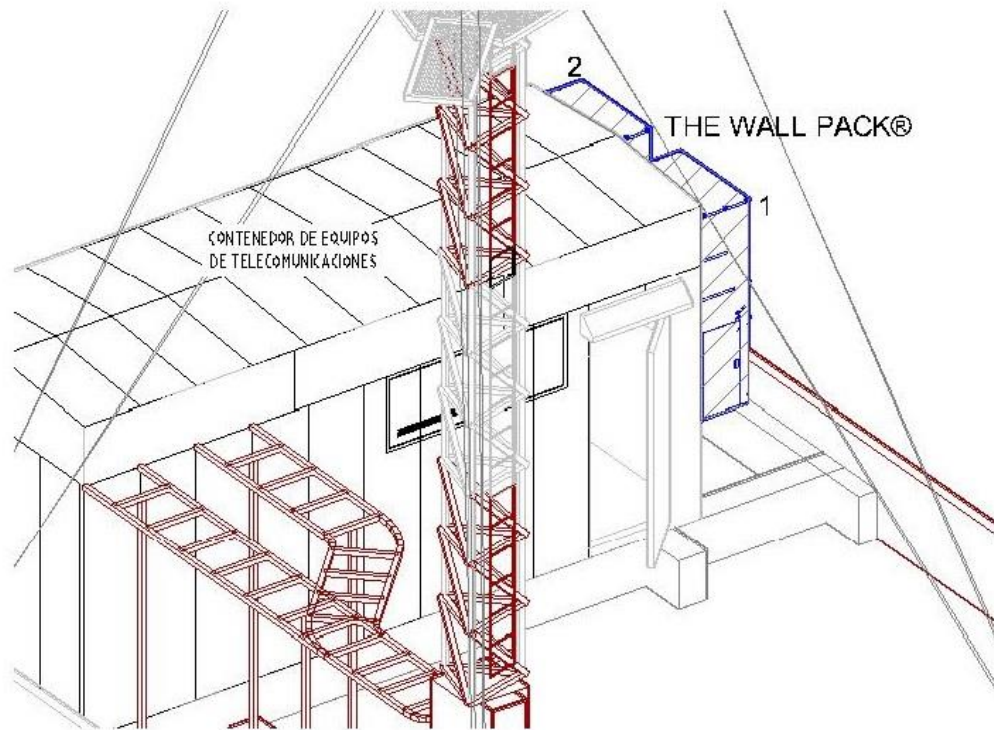 2
THE WALL PACK®
1
CONTENEDOR DE EQUIPOS
DE TELECOMUNICACIONES